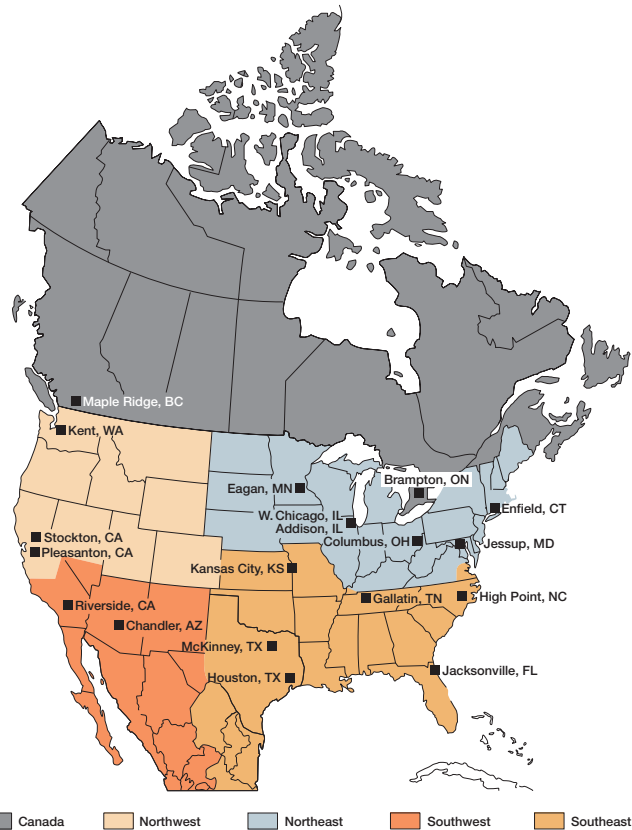 Maple Ridge, BC
Kent, WA
Brampton, ON
Eagan, MN
Enfield, CT
W. Chicago, IL
Addison, IL
Stockton, CA
Columbus, OH
Jessup, MD
Pleasanton, CA
Kansas City, KS
Riverside, CA
Gallatin, TN
High Point, NC
Chandler, AZ
McKinney, TX
Houston, TX
Jacksonville, FL
Canada
Northwest
Northeast
Southwest
Southeast